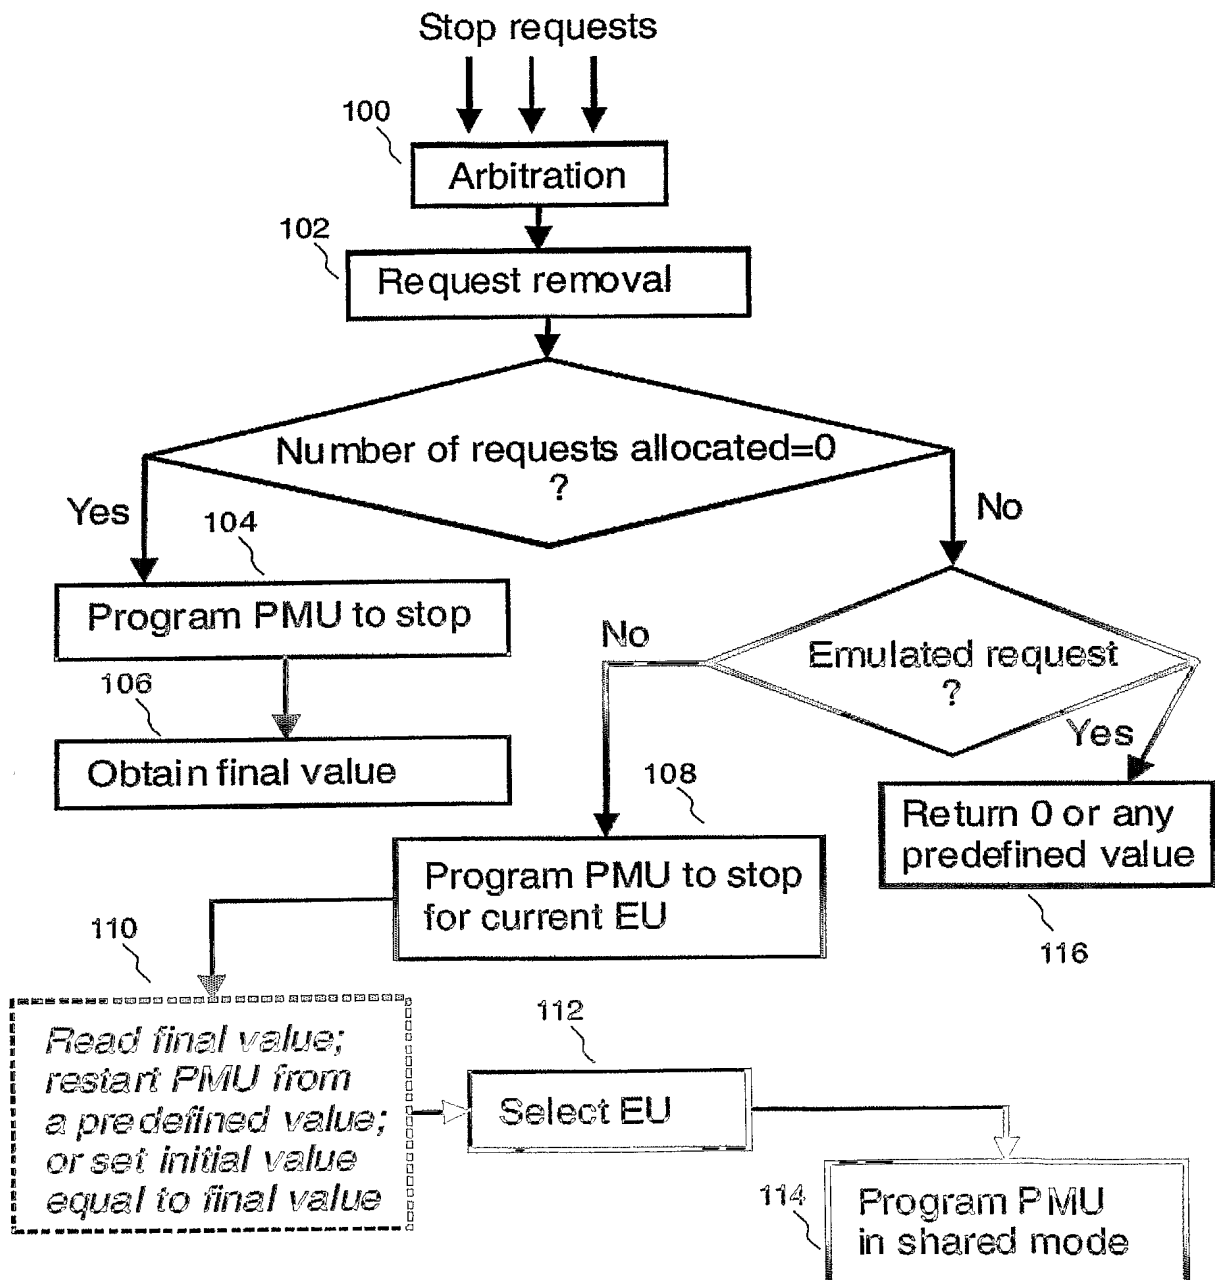 Stop requests
100
Arbitration
102
Request removal
Number of requests allocated=0
?
Yes
No
104
Program PMU to stop
106
Obtain final value
No
Emulated request
?
Yes
108
Program PMU to stop
for current EU
Return 0 or any
predefined value
116
110
Read final value;
restart PMU from
a predefined value;
or set initial value
equal to final value
112
Select EU
114
Program PMU
in shared mode